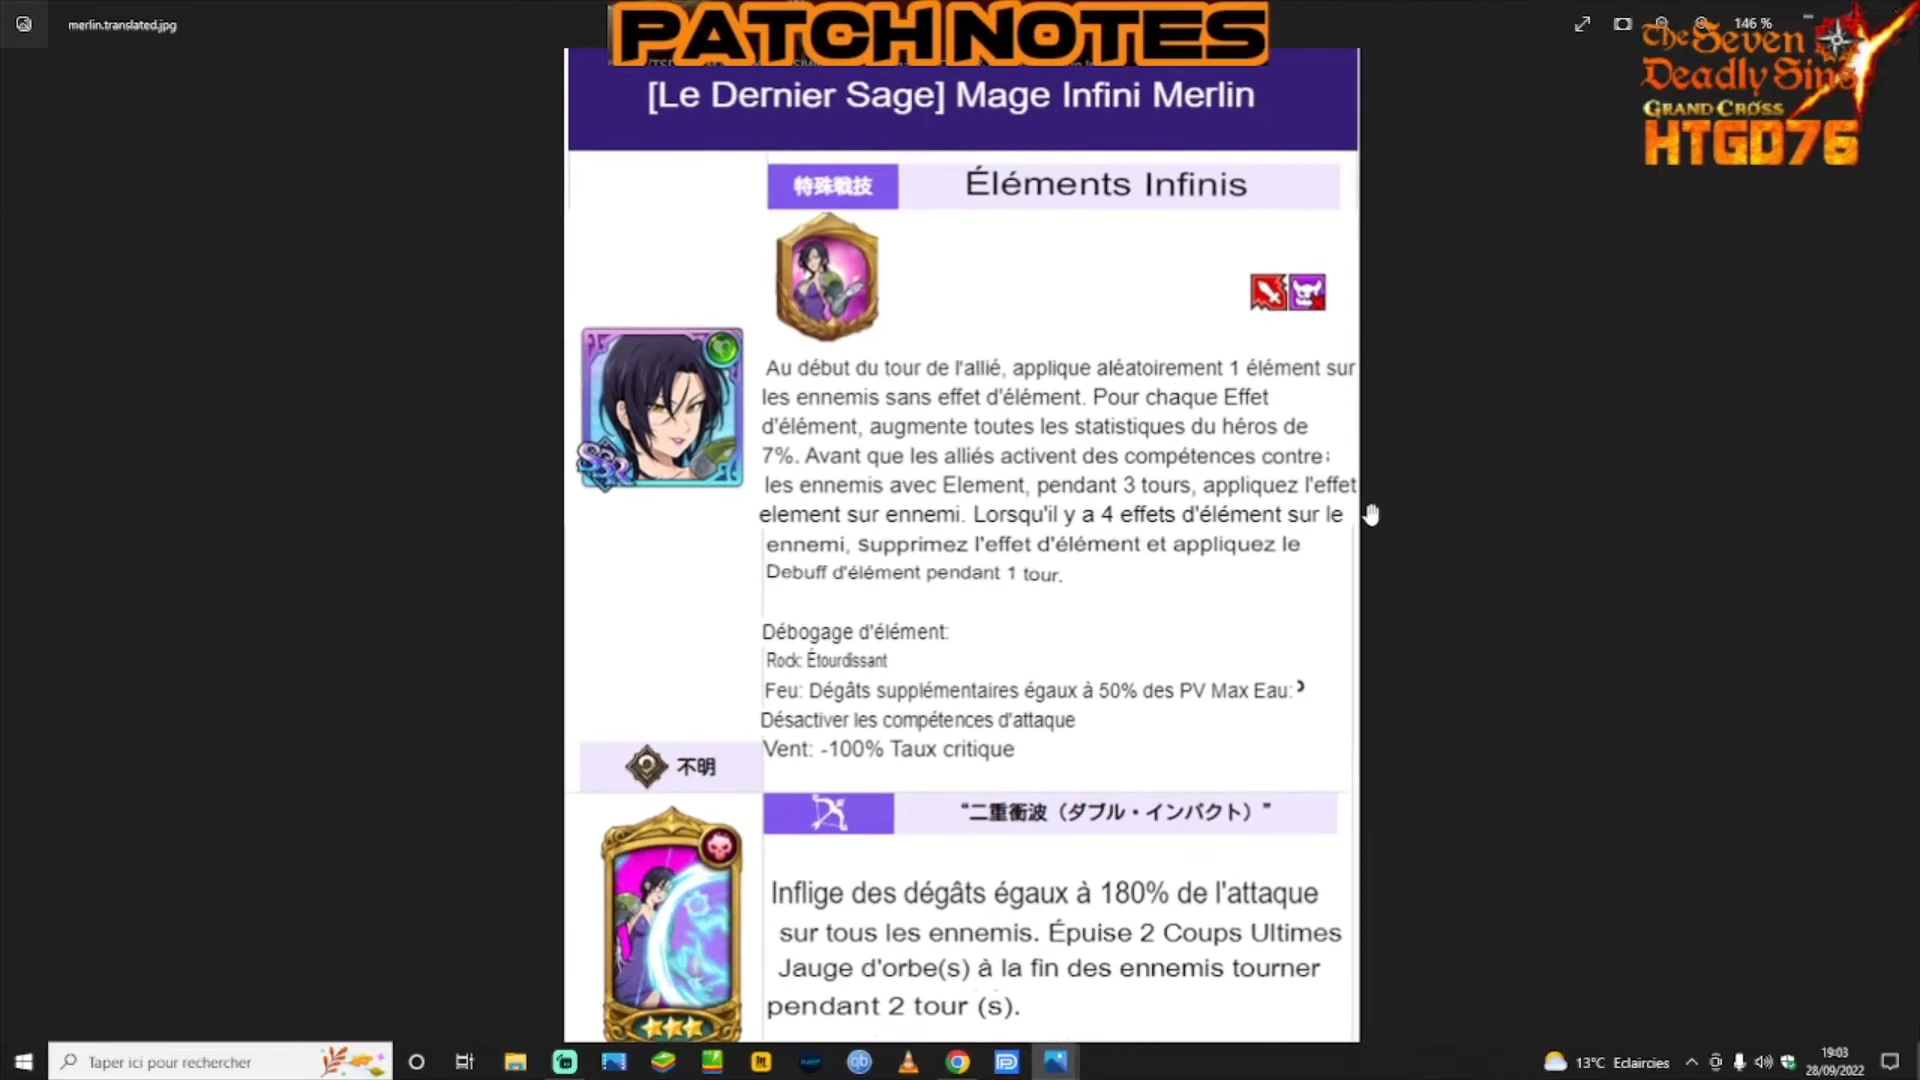 merlin.translated.jpg
PATCH NOTES
146 %
The Seven
Deadly Sins
GRAND CROSS
HTGD76
[Le Dernier Sage] Mage Infini Merlin
特殊戦技
Éléments Infinis
SSR
Au début du tour de l'allié, applique aléatoirement 1 élément sur
les ennemis sans effet d'élément. Pour chaque Effet
d'élément, augmente toutes les statistiques du héros de
7%. Avant que les alliés activent des compétences contre:
les ennemis avec Element, pendant 3 tours, appliquez l'effet
element sur ennemi. Lorsqu'il y a 4 effets d'élément sur le
ennemi, supprimez l'effet d'élément et appliquez le
Debuff d'élément pendant 1 tour.
Débogage d'élément:
Rock: Étourdissant
Feu: Dégâts supplémentaires égaux à 50% des PV Max Eau:
Désactiver les compétences d'attaque
Vent: -100% Taux critique
不明
“二重衝波（ダブル・インパクト）”
Inflige des dégâts égaux à 180% de l'attaque
sur tous les ennemis. Épuise 2 Coups Ultimes
Jauge d'orbe(s) à la fin des ennemis tourner
pendant 2 tour (s).
Taper ici pour rechercher
13°C Eclaircies
19:03
28/09/2022